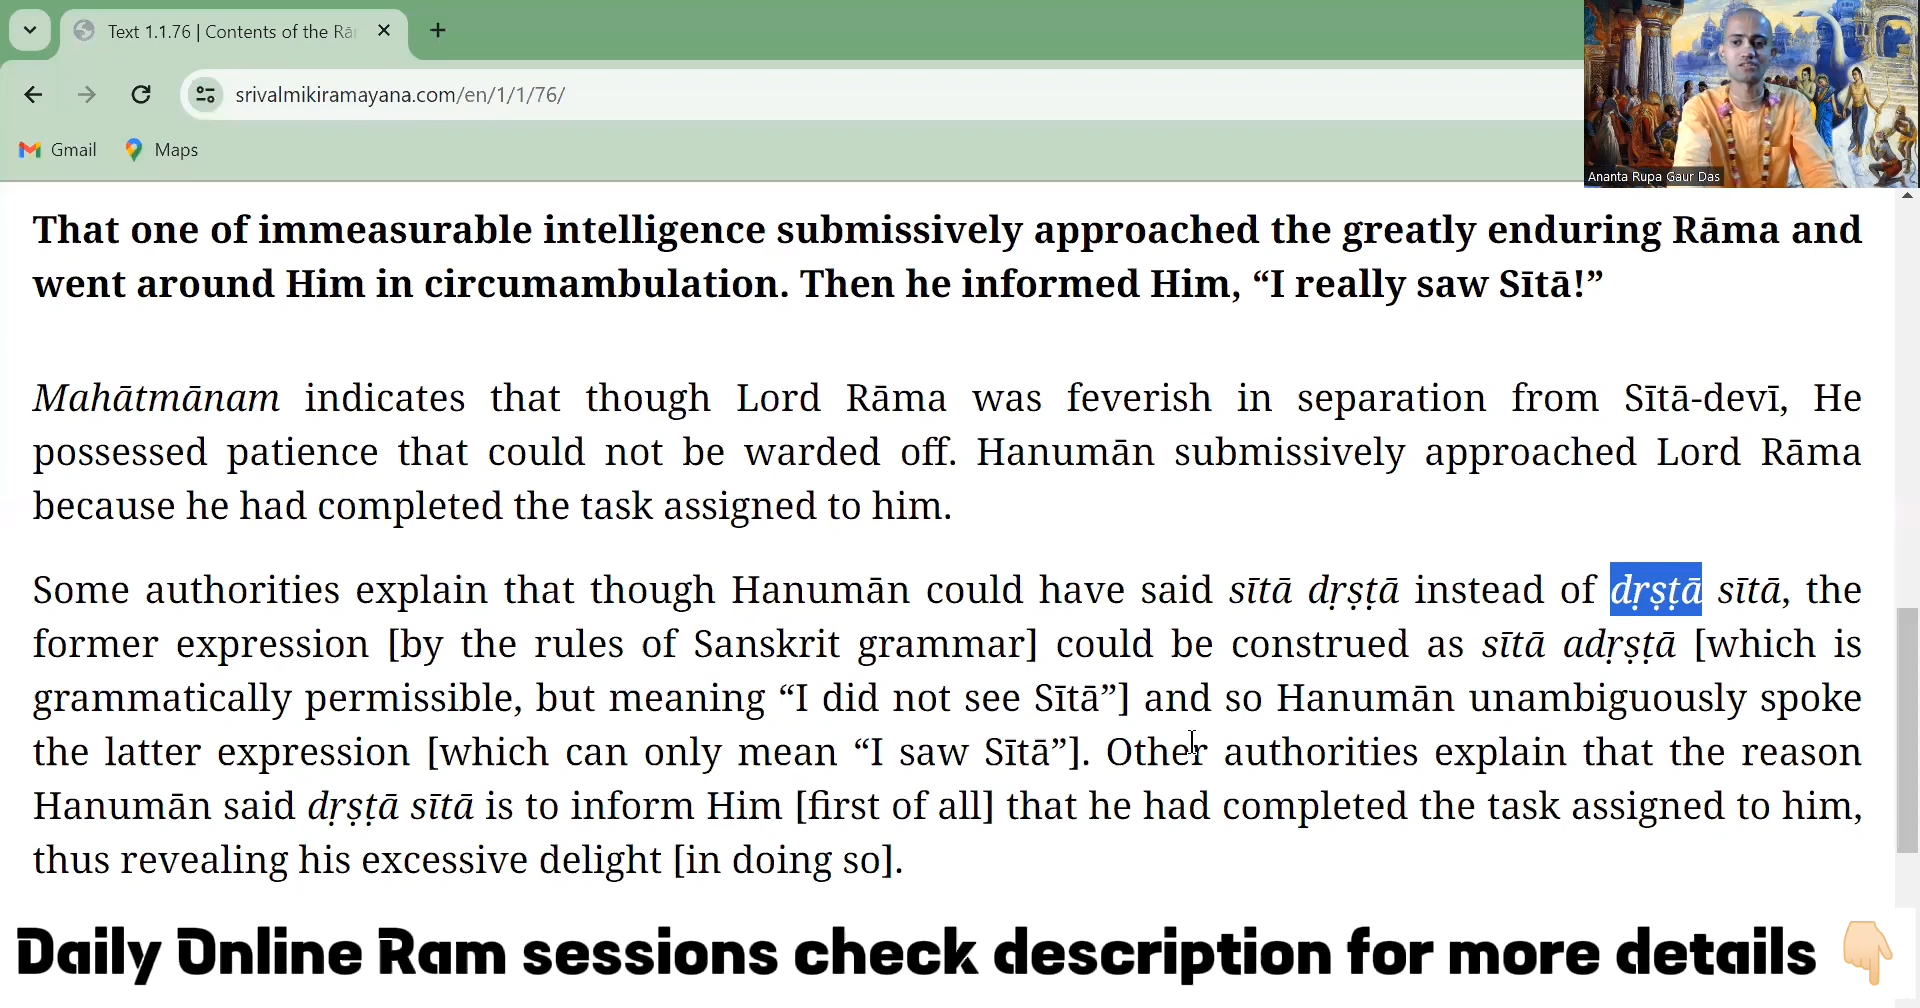 Text 1.1.76 | Contents of the Rā
srivalmikiramayana.com/en/1/1/76/
Gmail Maps
Ananta Rupa Gaur Das
That one of immeasurable intelligence submissively approached the greatly enduring Rāma and
went around Him in circumambulation. Then he informed Him, “I really saw Sītā!”
Mahātmānam indicates that though Lord Rāma was feverish in separation from Sītā-devī, He
possessed patience that could not be warded off. Hanumān submissively approached Lord Rāma
because he had completed the task assigned to him.
Some authorities explain that though Hanumān could have said sītā dṛṣṭā instead of dṛṣṭā sītā, the
former expression [by the rules of Sanskrit grammar] could be construed as sītā adṛṣṭā [which is
grammatically permissible, but meaning “I did not see Sītā”] and so Hanumān unambiguously spoke
the latter expression [which can only mean “I saw Sītā”]. Other authorities explain that the reason
Hanumān said dṛṣṭā sītā is to inform Him [first of all] that he had completed the task assigned to him,
thus revealing his excessive delight [in doing so].
Daily Online Ram sessions check description for more details 👇🏻